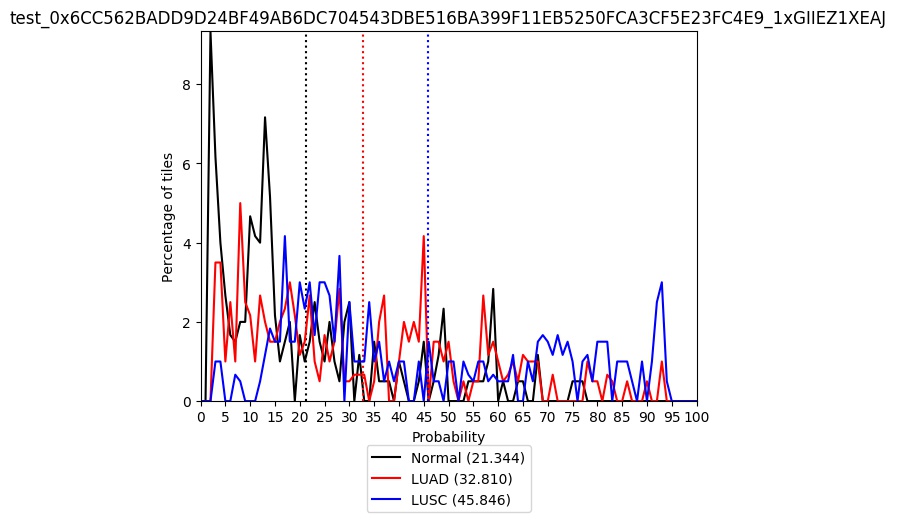 test_0x6CC562BADD9D24BF49AB6DC704543DBE516BA399F11EB5250FCA3CF5E23FC4E9_1xGIIEZ1XEAJ
8
6
4
2
0
Percentage of tiles
0 5 10 15 20 25 30 35 40 45 50 55 60 65 70 75 80 85 90 95 100
Probability
Normal (21.344)
LUAD (32.810)
LUSC (45.846)